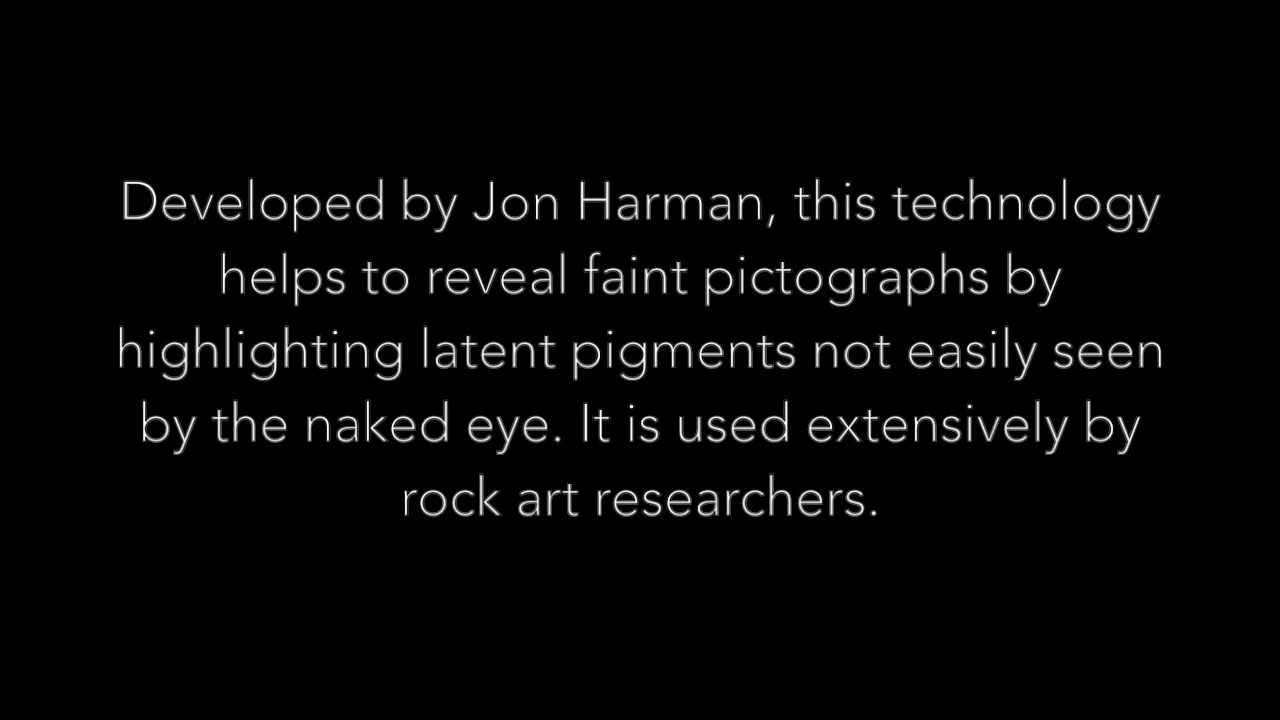 Developed by Jon Harman, this technology
helps to reveal faint pictographs by
highlighting latent pigments not easily seen
by the naked eye. It is used extensively by
rock art researchers.